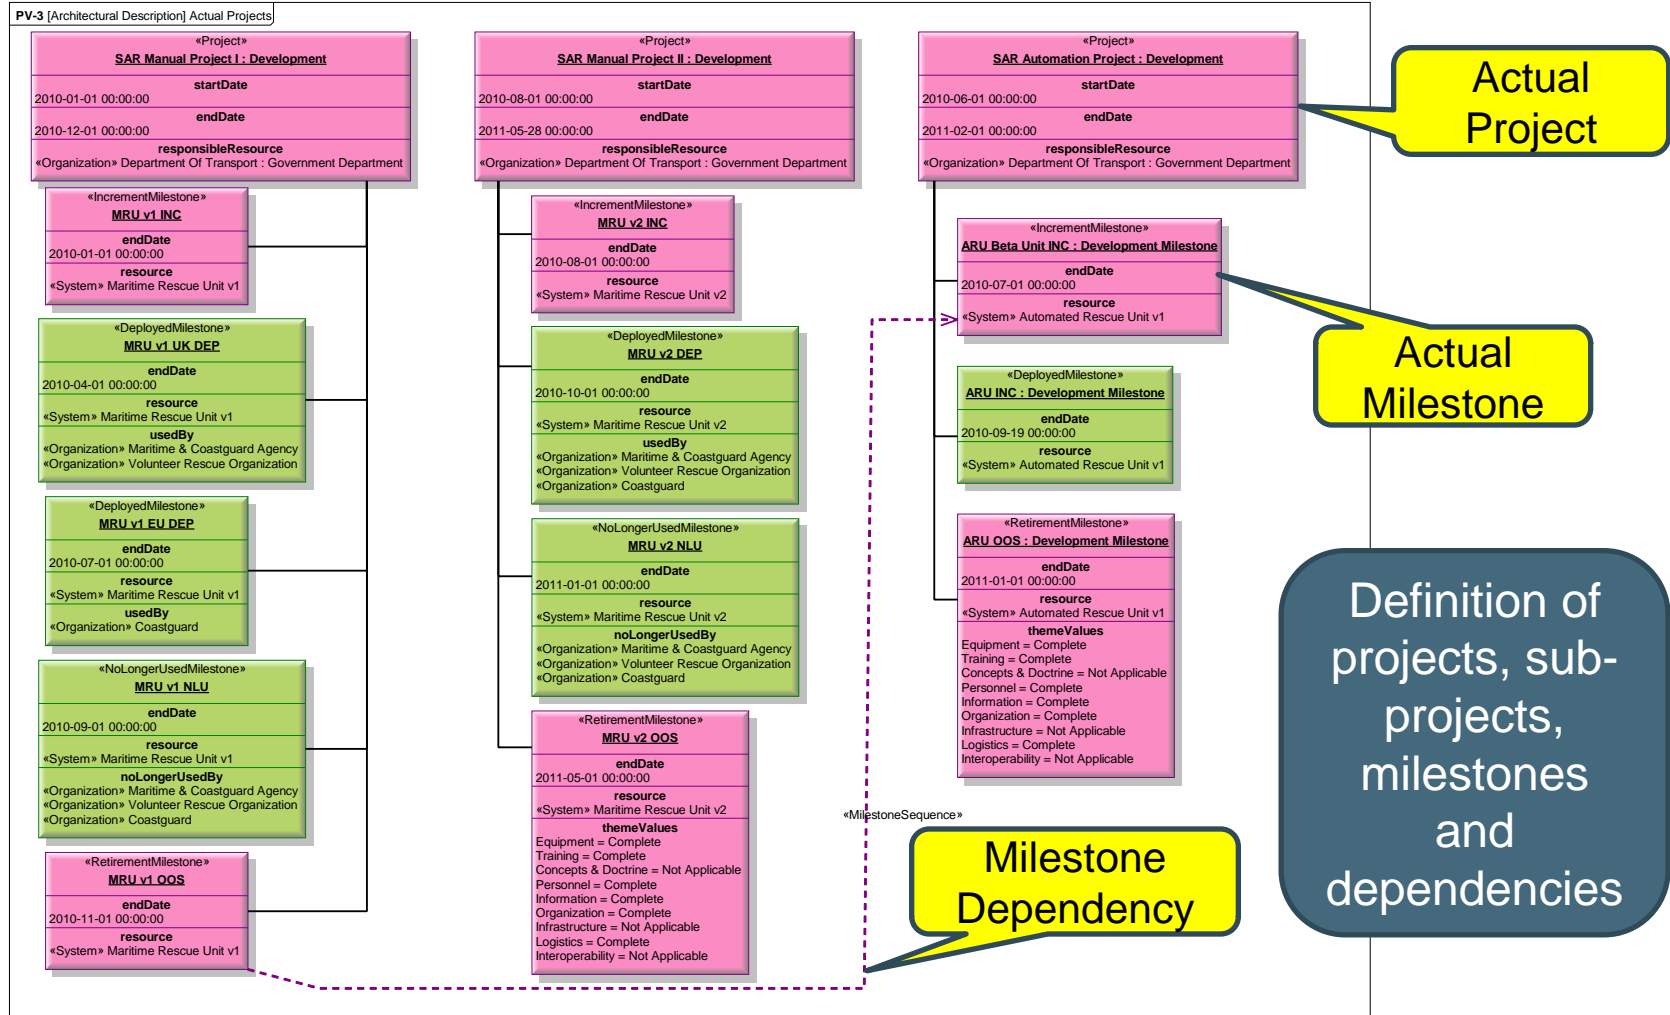 PV-3 [Architectural Description] Actual Projects
«Project»
SAR Manual Project I : Development
startDate
2010-01-01 00:00:00
endDate
2010-12-01 00:00:00
responsibleResource
«Organization» Department Of Transport : Government Department
«IncrementMilestone»
MRU v1 INC
endDate
2010-01-01 00:00:00
resource
«System» Maritime Rescue Unit v1
«DeployedMilestone»
MRU v1 UK DEP
endDate
2010-04-01 00:00:00
resource
«System» Maritime Rescue Unit v1
usedBy
«Organization» Maritime & Coastguard Agency
«Organization» Volunteer Rescue Organization
«DeployedMilestone»
MRU v1 EU DEP
endDate
2010-07-01 00:00:00
resource
«System» Maritime Rescue Unit v1
usedBy
«Organization» Coastguard
«NoLongerUsedMilestone»
MRU v1 NLU
endDate
2010-09-01 00:00:00
resource
«System» Maritime Rescue Unit v1
noLongerUsedBy
«Organization» Maritime & Coastguard Agency
«Organization» Volunteer Rescue Organization
«Organization» Coastguard
«RetirementMilestone»
MRU v1 OOS
endDate
2010-11-01 00:00:00
resource
«System» Maritime Rescue Unit v1
«Project»
SAR Manual Project II : Development
startDate
2010-08-01 00:00:00
endDate
2011-05-28 00:00:00
responsibleResource
«Organization» Department Of Transport : Government Department
«IncrementMilestone»
MRU v2 INC
endDate
2010-08-01 00:00:00
resource
«System» Maritime Rescue Unit v2
«DeployedMilestone»
MRU v2 DEP
endDate
2010-10-01 00:00:00
resource
«System» Maritime Rescue Unit v2
usedBy
«Organization» Maritime & Coastguard Agency
«Organization» Volunteer Rescue Organization
«Organization» Coastguard
«NoLongerUsedMilestone»
MRU v2 NLU
endDate
2011-01-01 00:00:00
resource
«System» Maritime Rescue Unit v2
noLongerUsedBy
«Organization» Maritime & Coastguard Agency
«Organization» Volunteer Rescue Organization
«Organization» Coastguard
«RetirementMilestone»
MRU v2 OOS
endDate
2011-05-01 00:00:00
resource
«System» Maritime Rescue Unit v2
themeValues
Equipment = Complete
Training = Complete
Concepts & Doctrine = Not Applicable
Personnel = Complete
Information = Complete
Organization = Complete
Infrastructure = Not Applicable
Logistics = Complete
Interoperability = Not Applicable
«Project»
SAR Automation Project : Development
startDate
2010-06-01 00:00:00
endDate
2011-02-01 00:00:00
responsibleResource
«Organization» Department Of Transport : Government Department
«IncrementMilestone»
ARU Beta Unit INC : Development Milestone
endDate
2010-07-01 00:00:00
resource
«System» Automated Rescue Unit v1
«DeployedMilestone»
ARU INC : Development Milestone
endDate
2010-09-19 00:00:00
resource
«System» Automated Rescue Unit v1
«RetirementMilestone»
ARU OOS : Development Milestone
endDate
2011-01-01 00:00:00
resource
«System» Automated Rescue Unit v1
themeValues
Equipment = Complete
Training = Complete
Concepts & Doctrine = Not Applicable
Personnel = Complete
Information = Complete
Organization = Complete
Infrastructure = Not Applicable
Logistics = Complete
Interoperability = Not Applicable
«MilestoneSequence»
Actual
Project
Actual
Milestone
Milestone
Dependency
Definition of
projects, sub-
projects,
milestones
and
dependencies